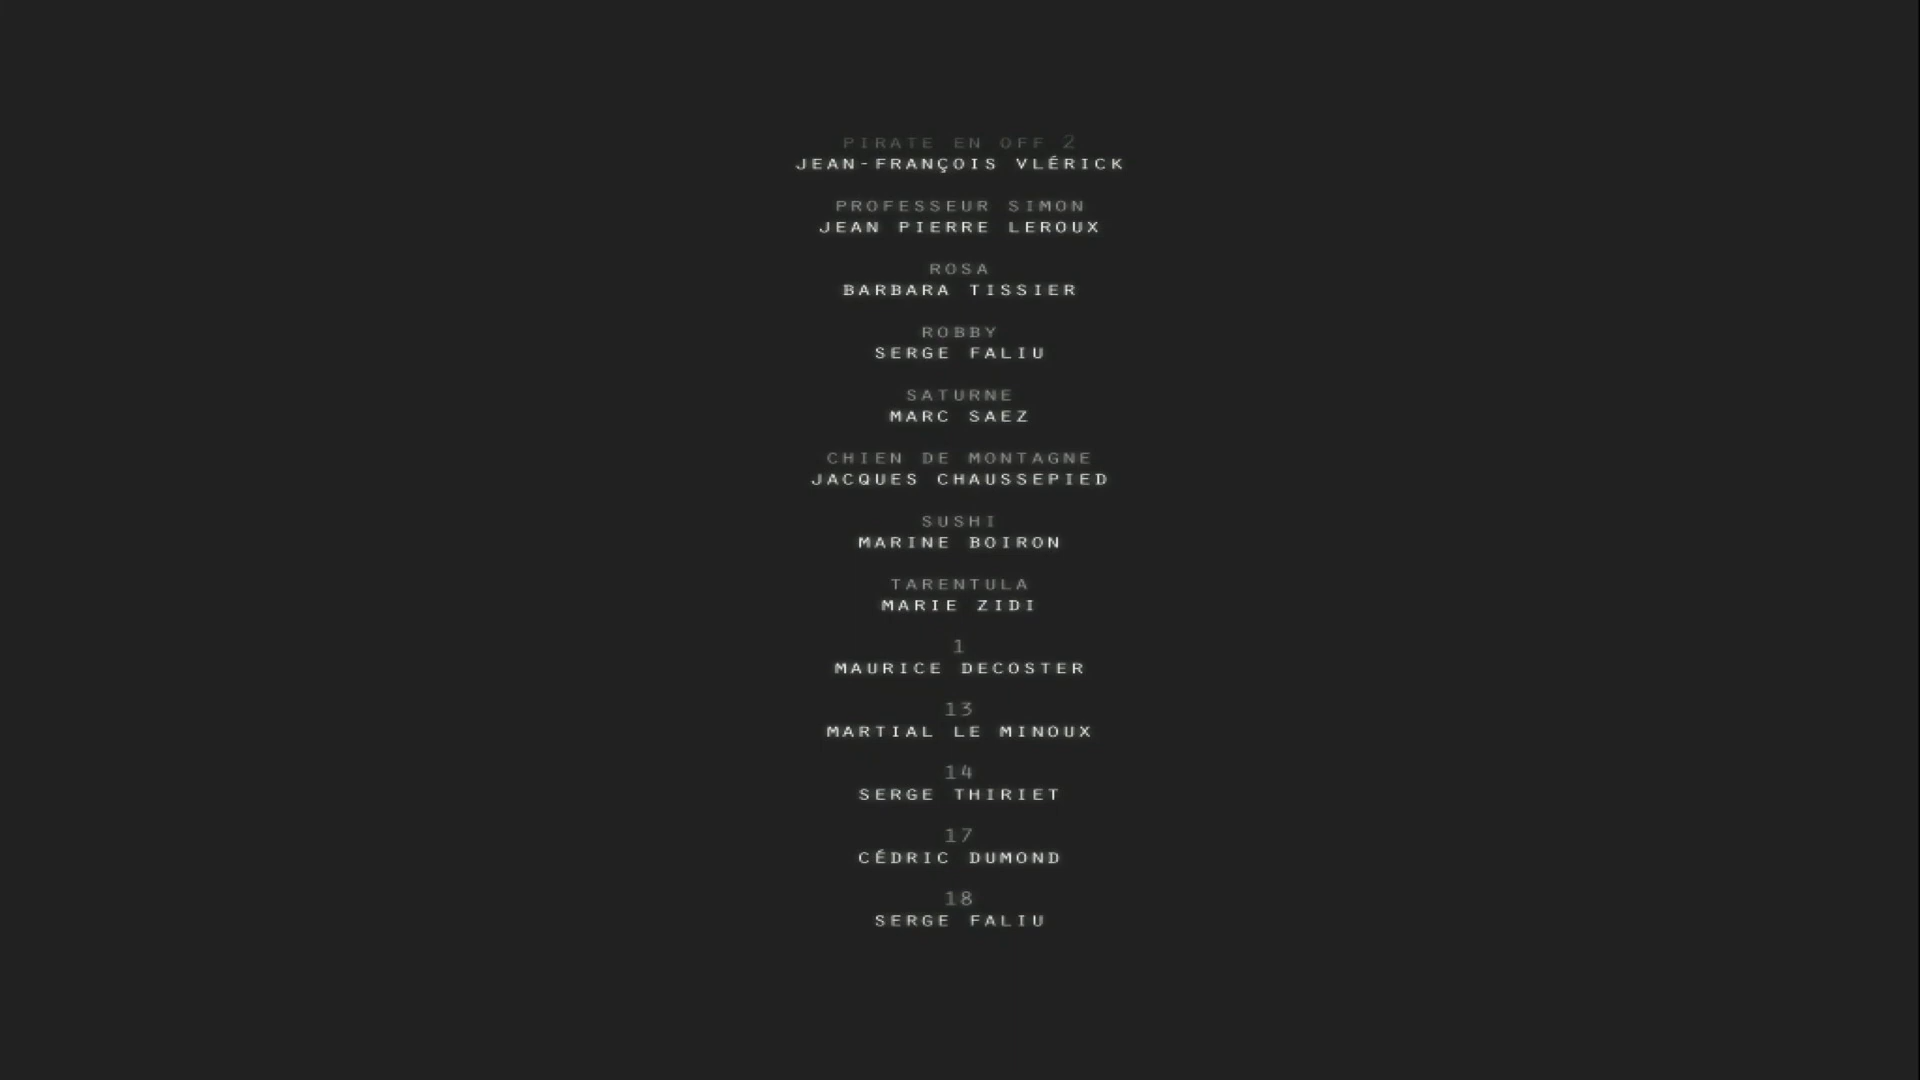 PIRATE EN OFF 2
JEAN-FRANÇOIS VLÉRICK
PROFESSEUR SIMON
JEAN PIERRE LEROUX
ROSA
BARBARA TISSIER
ROBBY
SERGE FALIU
SATURNE
MARC SAEZ
CHIEN DE MONTAGNE
JACQUES CHAUSSEPIED
SUSHI
MARINE BOIRON
TARENTULA
MARIE ZIDI
1
MAURICE DECOSTER
13
MARTIAL LE MINOUX
14
SERGE THIRIET
17
CÉDRIC DUMOND
18
SERGE FALIU